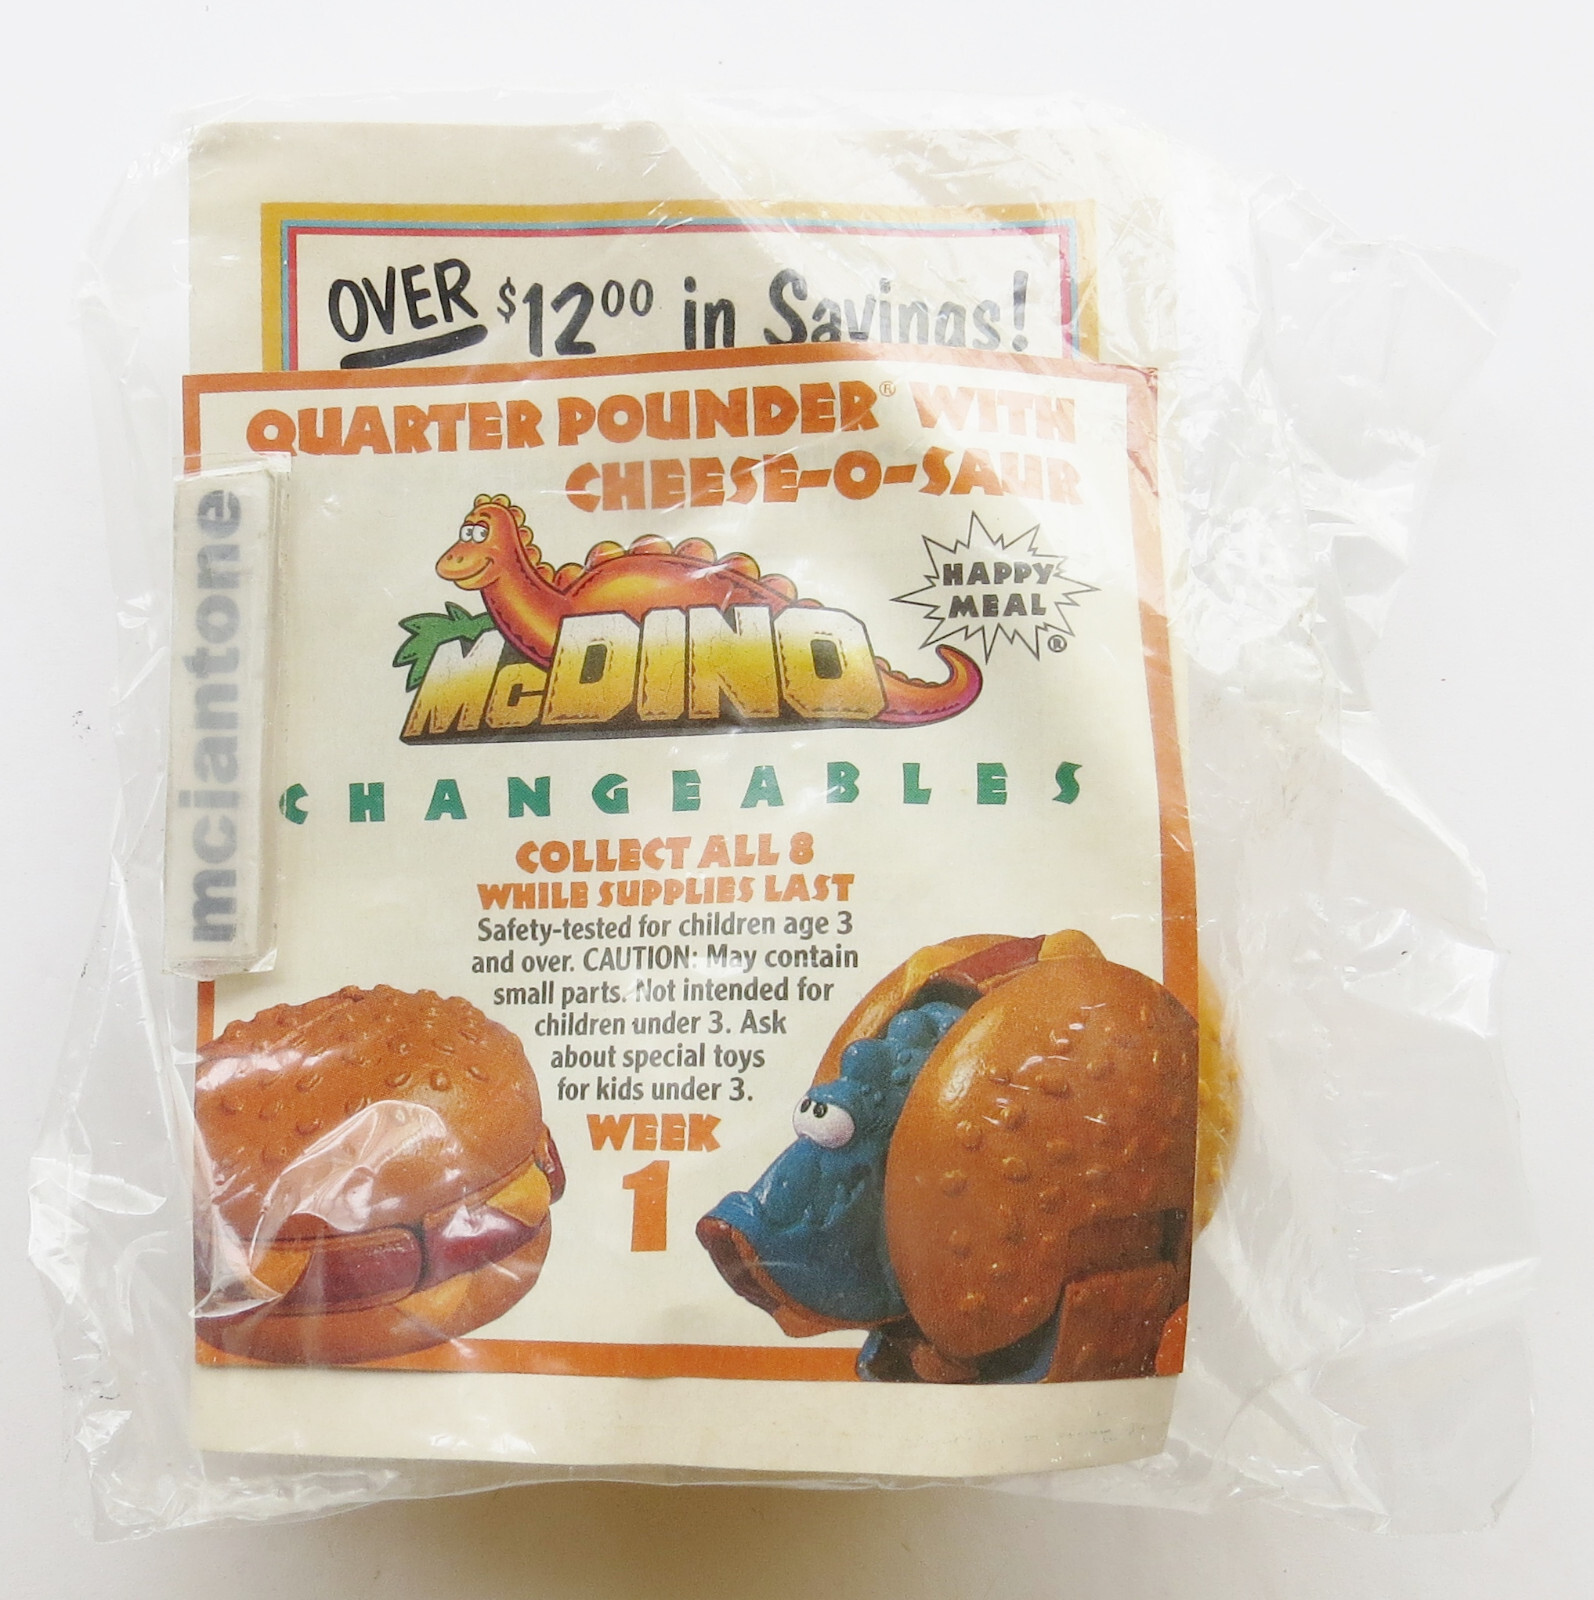 OVER $12.00 in Savings!
QUARTER POUNDER® WITH
CHEESE-O-SAUR
McDINO
HAPPY
MEAL®
CHANGEABLES
COLLECT ALL 8
WHILE SUPPLIES LAST
Safety-tested for children age 3
and over. CAUTION: May contain
small parts. Not intended for
children under 3. Ask
about special toys
for kids under 3.
WEEK
1
mciantone